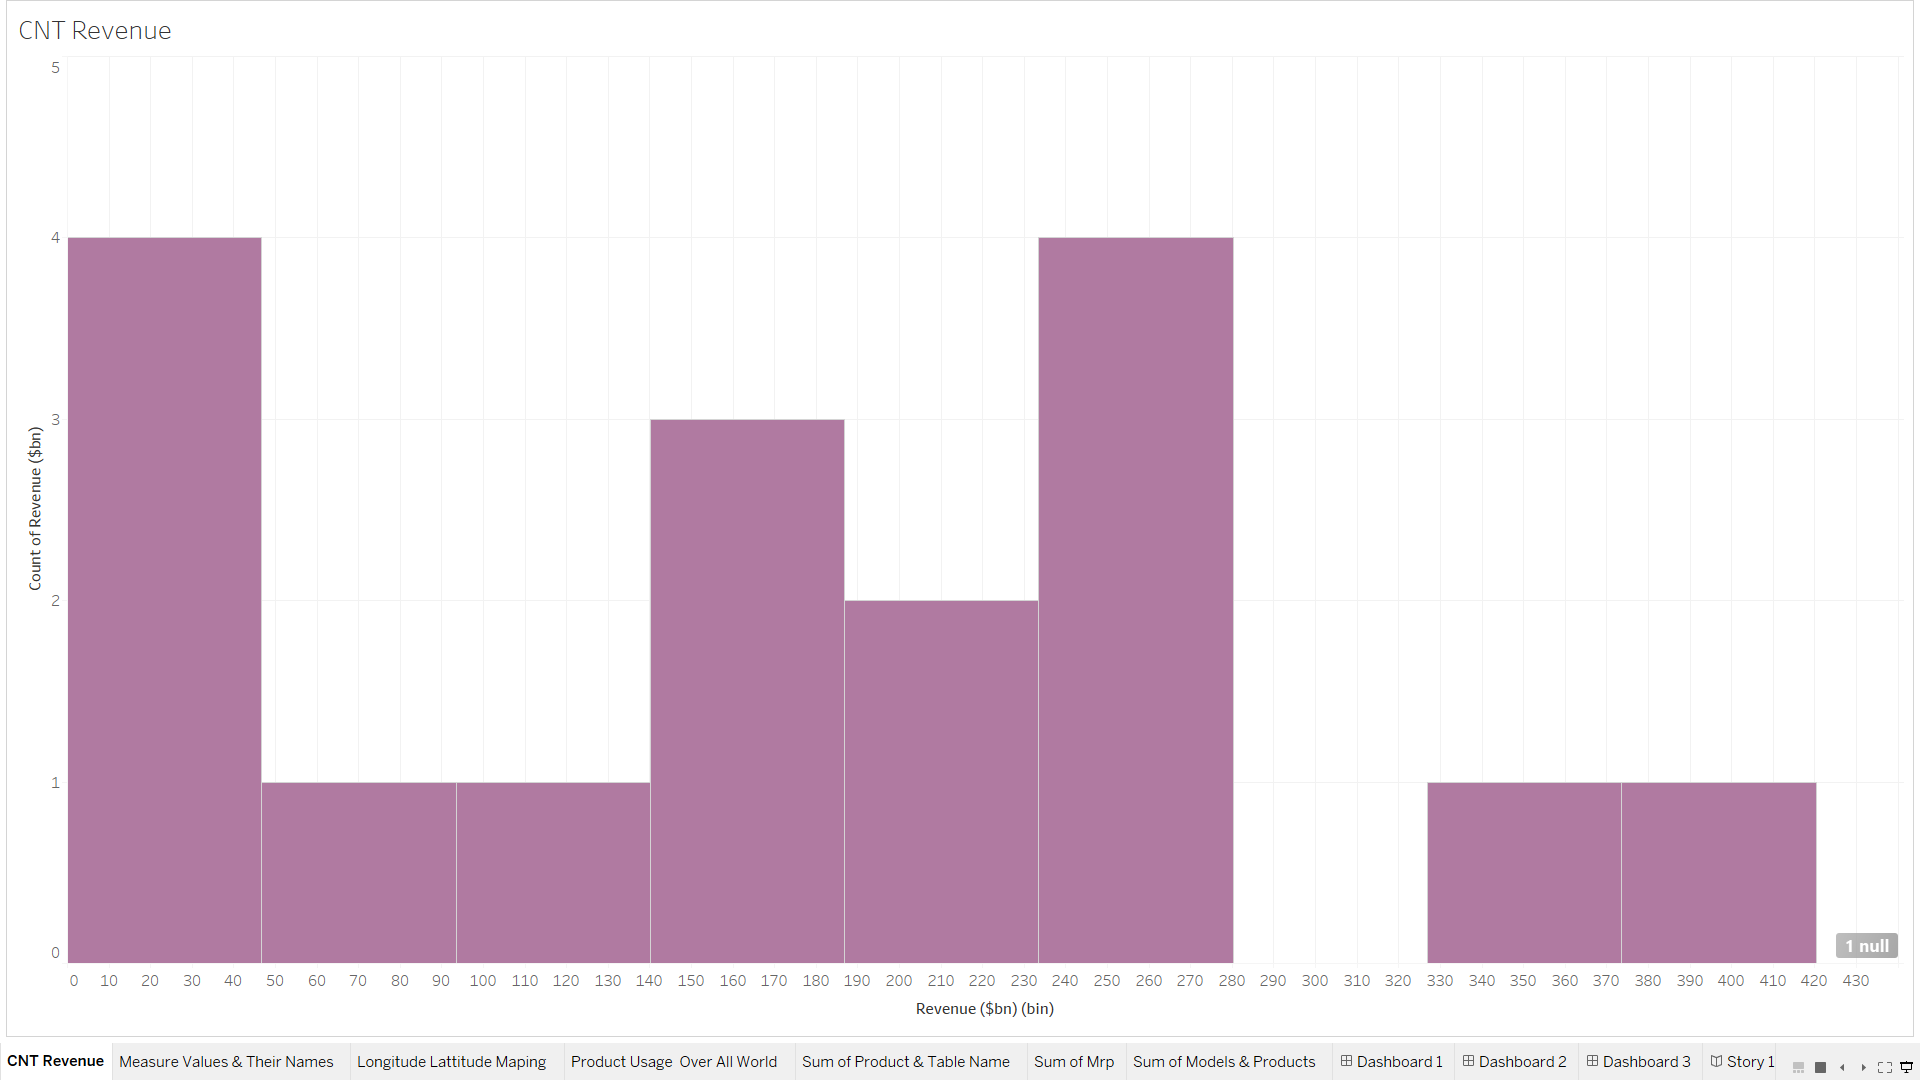 CNT Revenue
5
4
3
2
1
0
Count of Revenue ($bn)
0 10 20 30 40 50 60 70 80 90 100 110 120 130 140 150 160 170 180 190 200 210 220 230 240 250 260 270 280 290 300 310 320 330 340 350 360 370 380 390 400 410 420 430
1 null
Revenue ($bn) (bin)
CNT Revenue Measure Values & Their Names Longitude Lattitude Maping Product Usage Over All World Sum of Product & Table Name Sum of Mrp Sum of Models & Products Dashboard 1 Dashboard 2 Dashboard 3 Story 1